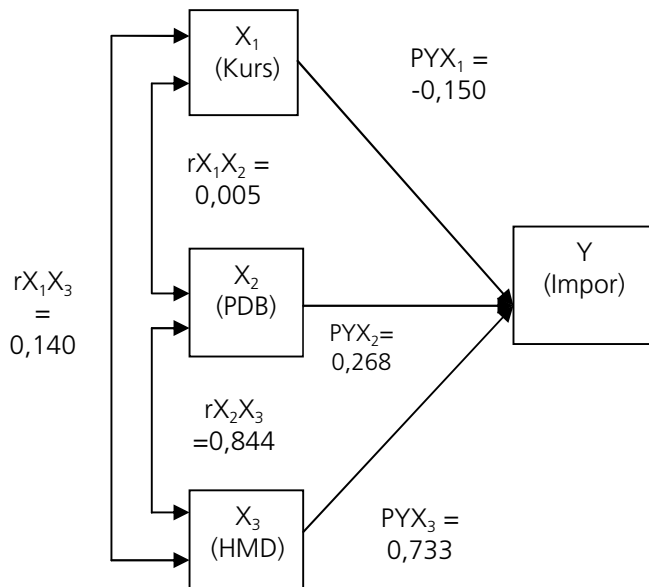 X₁
(Kurs)
PYX₁ =
-0,150
rX₁X₂ =
0,005
X₂
(PDB)
Y
(Impor)
rX₁X₃
=
0,140
PYX₂=
0,268
rX₂X₃
=0,844
X₃
(HMD)
PYX₃ =
0,733